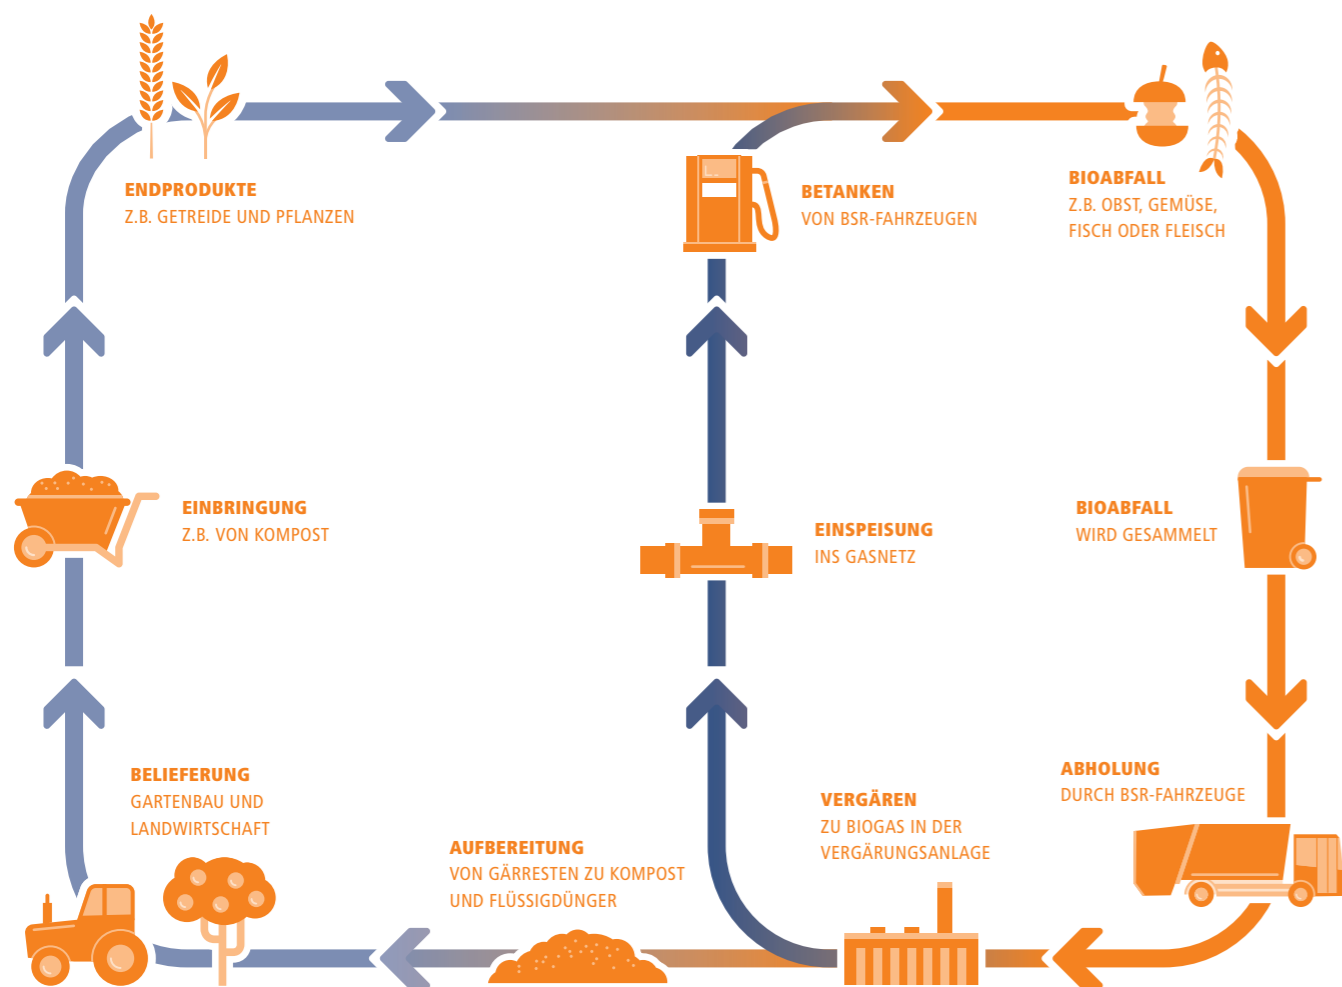 ENDPRODUKTE
Z.B. GETREIDE UND PFLANZEN
BETANKEN
VON BSR-FAHRZEUGEN
BIOABFALL
Z.B. OBST, GEMÜSE,
FISCH ODER FLEISCH
EINBRINGUNG
Z.B. VON KOMPOST
EINSPEISUNG
INS GASNETZ
BIOABFALL
WIRD GESAMMELT
BELIEFERUNG
GARTENBAU UND
LANDWIRTSCHAFT
AUFBEREITUNG
VON GÄRRESTEN ZU KOMPOST
UND FLÜSSIGDÜNGER
VERGÄREN
ZU BIOGAS IN DER
VERGÄRUNGSANLAGE
ABHOLUNG
DURCH BSR-FAHRZEUGE